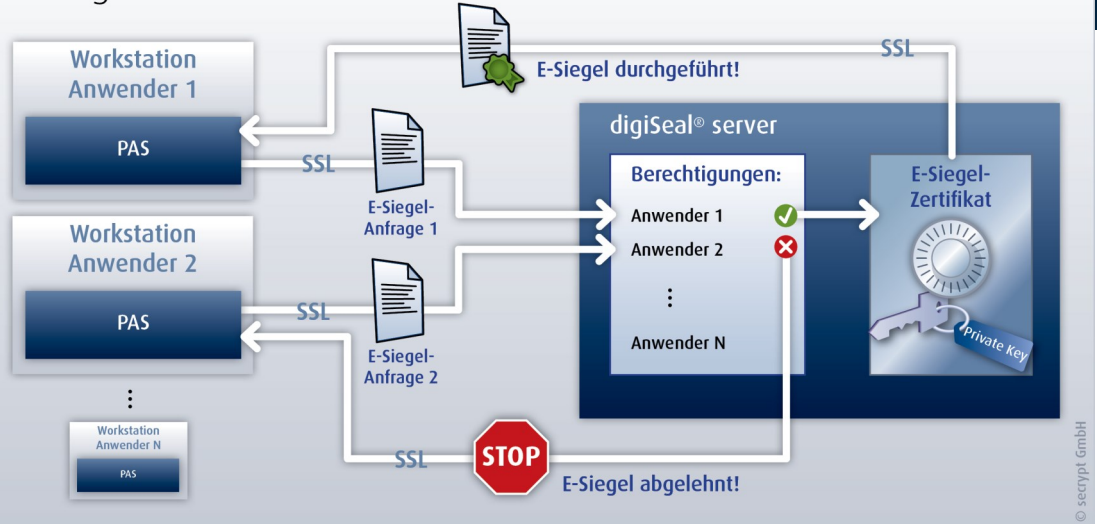 SSL
E-Siegel durchgeführt!
Workstation
Anwender 1
PAS
SSL
E-Siegel-
Anfrage 1
digiSeal® server
Berechtigungen:
Anwender 1
Anwender 2
⋮
Anwender N
E-Siegel-
Zertifikat
Private Key
Workstation
Anwender 2
PAS
SSL
E-Siegel-
Anfrage 2
⋮
Workstation
Anwender N
PAS
SSL
STOP
E-Siegel abgelehnt!
© secrypt GmbH